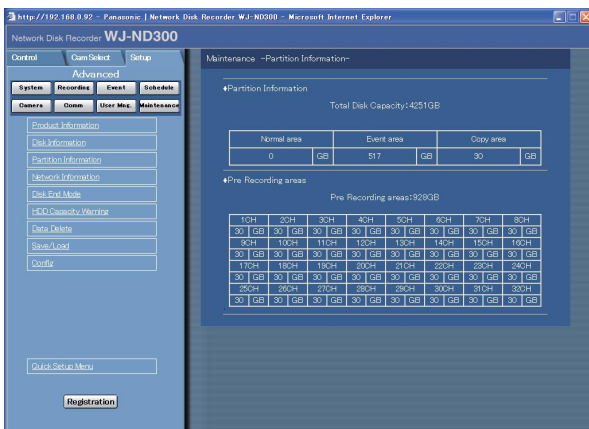 http://192.168.0.92 - Panasonic | Network Disk Recorder WJ-ND300 - Microsoft Internet Explorer
Network Disk Recorder WJ-ND300
Control Cam Select Setup
Advanced
System Recording Event Schedule
Camera Comm User Mng. Maintenance
Product Information
Disk Information
Partition Information
Network Information
Disk End Mode
HDD Capacity Warning
Data Delete
Save/Load
Config
Quick Setup Menu
Registration
Maintenance -Partition Information-
♦Partition Information
Total Disk Capacity:4251GB
Normal area Event area Copy area
0 GB 517 GB 30 GB
♦Pre Recording areas
Pre Recording areas:929GB
1CH 2CH 3CH 4CH 5CH 6CH 7CH 8CH
30 GB 30 GB 30 GB 30 GB 30 GB 30 GB 30 GB 30 GB
9CH 10CH 11CH 12CH 13CH 14CH 15CH 16CH
30 GB 30 GB 30 GB 30 GB 30 GB 30 GB 30 GB 30 GB
17CH 18CH 19CH 20CH 21CH 22CH 23CH 24CH
30 GB 30 GB 30 GB 30 GB 30 GB 30 GB 30 GB 30 GB
25CH 26CH 27CH 28CH 29CH 30CH 31CH 32CH
30 GB 30 GB 30 GB 30 GB 30 GB 30 GB 30 GB 30 GB